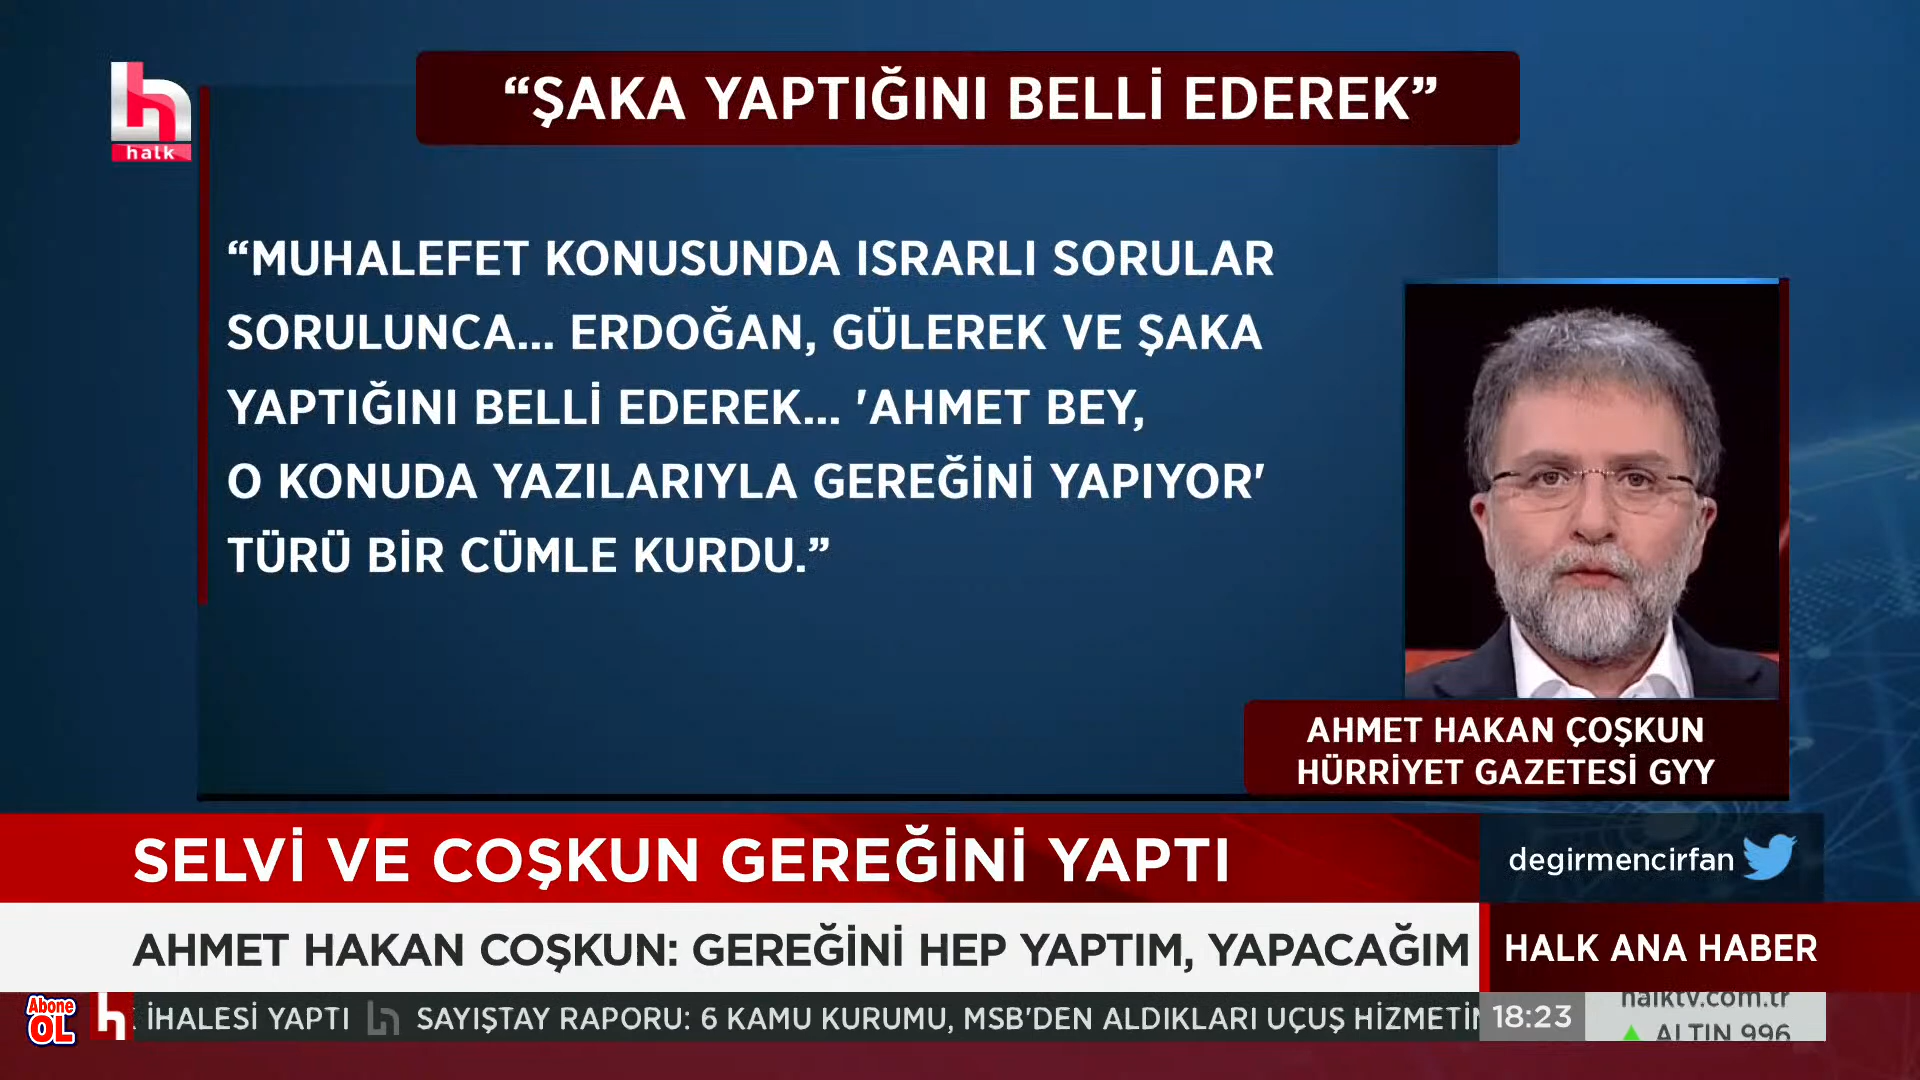 h
halk
“ŞAKA YAPTIĞINI BELLİ EDEREK”
“MUHALEFET KONUSUNDA ISRARLI SORULAR
SORULUNCA... ERDOĞAN, GÜLEREK VE ŞAKA
YAPTIĞINI BELLİ EDEREK... 'AHMET BEY,
O KONUDA YAZILARIYLA GEREĞİNİ YAPIYOR'
TÜRÜ BİR CÜMLE KURDU.”
AHMET HAKAN ÇOŞKUN
HÜRRİYET GAZETESİ GYY
SELVİ VE COŞKUN GEREĞİNİ YAPTI
degirmencirfan
AHMET HAKAN COŞKUN: GEREĞİNİ HEP YAPTIM, YAPACAĞIM
HALK ANA HABER
Abone
OL
h
İHALESİ YAPTI h SAYIŞTAY RAPORU: 6 KAMU KURUMU, MSB'DEN ALDIKLARI UÇUŞ HİZMETİN
18:23
halktv.com.tr
ALTIN 996